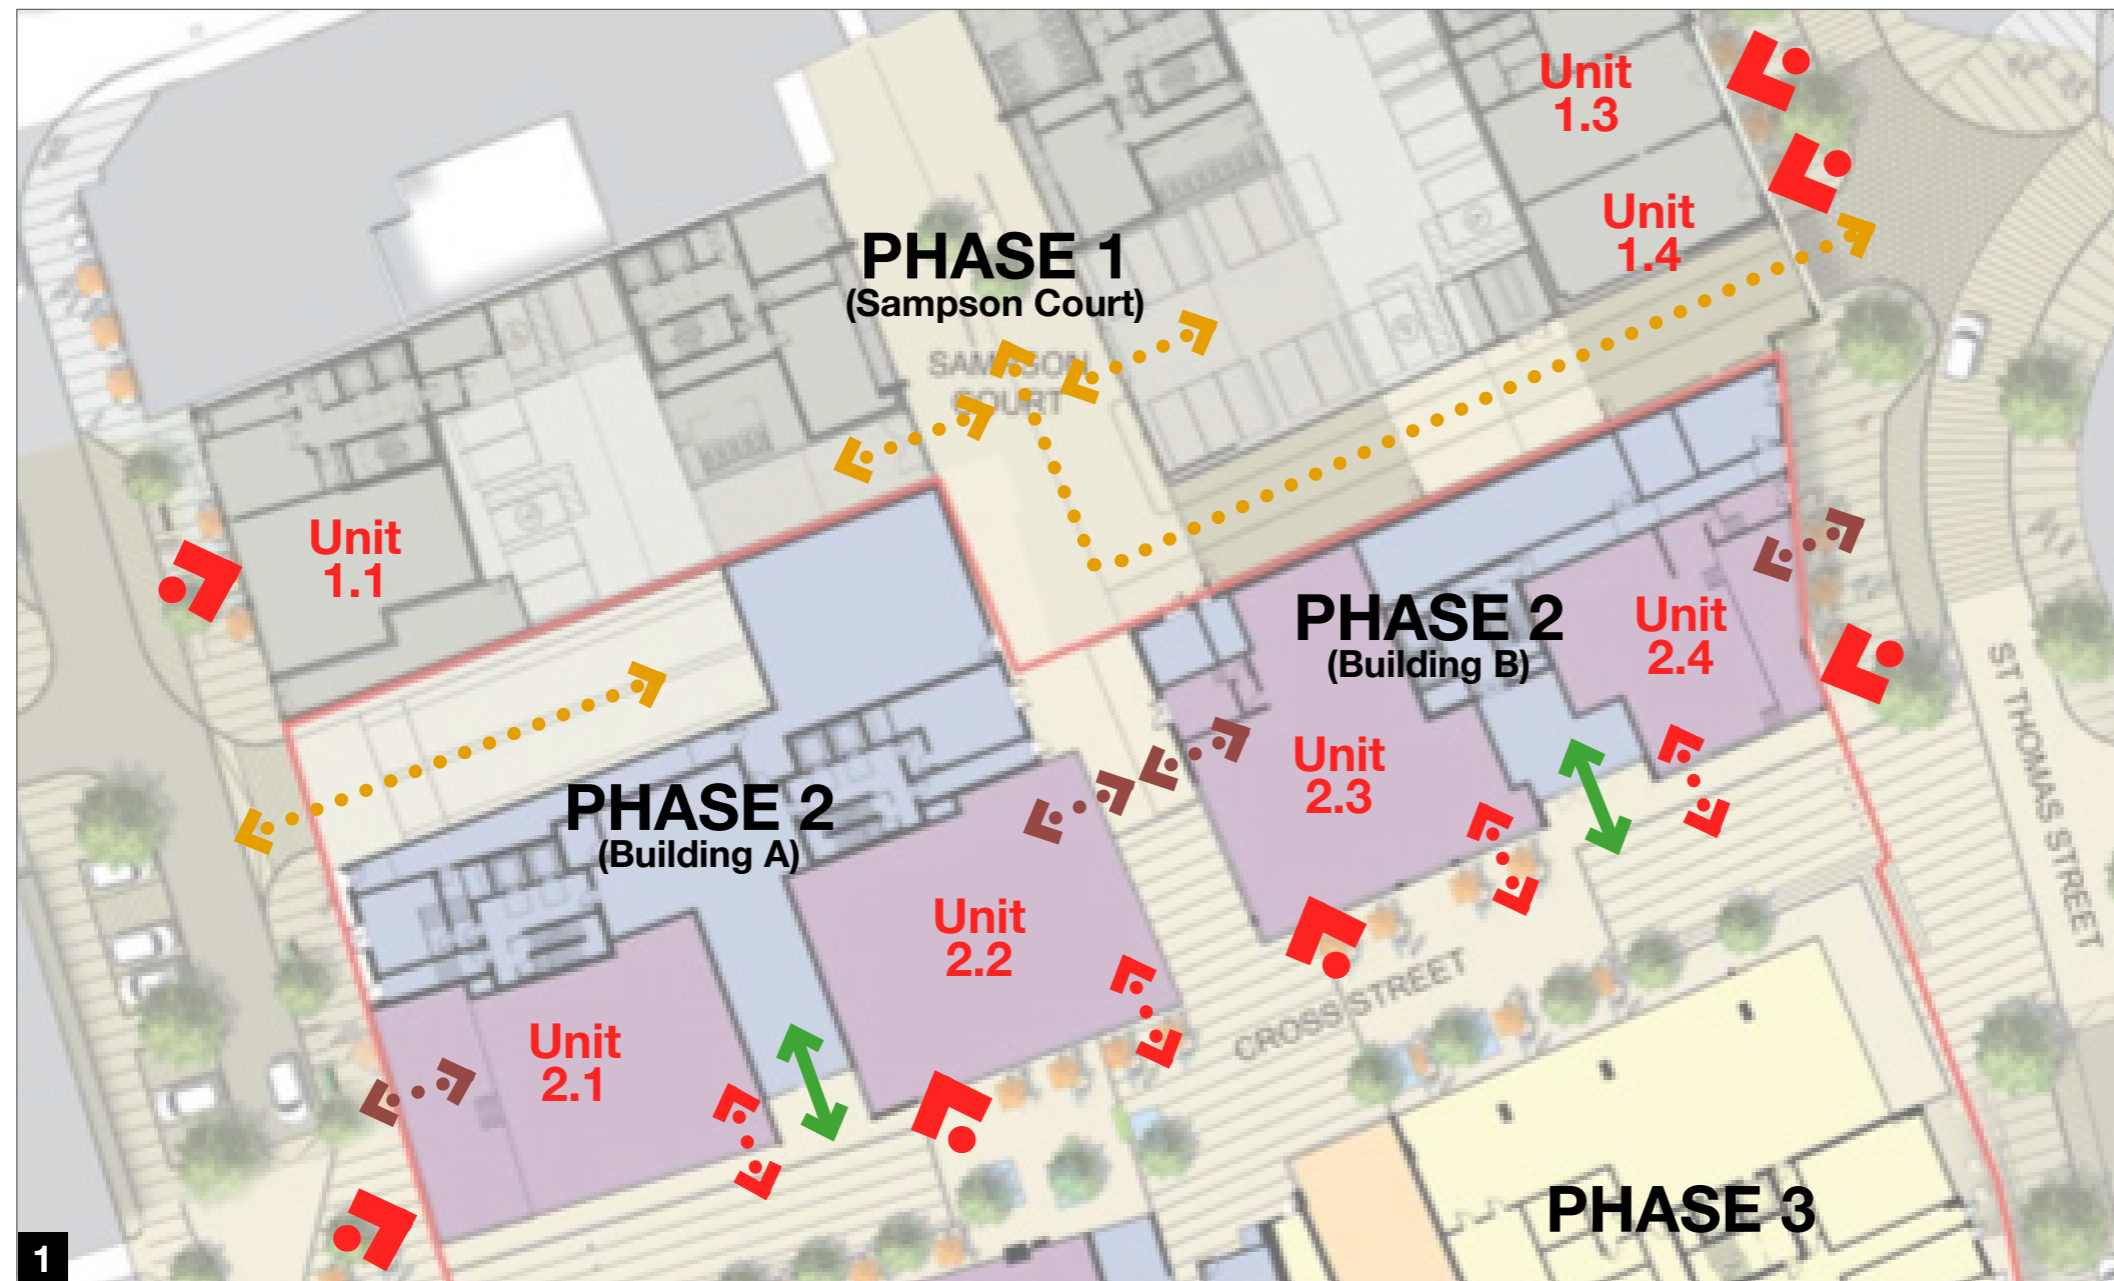 Unit
1.3
Unit
1.4
PHASE 1
(Sampson Court)
SAMPSON
COURT
Unit
1.1
PHASE 2
(Building B)
Unit
2.4
ST THOMAS STREET
Unit
2.3
PHASE 2
(Building A)
Unit
2.2
CROSS STREET
Unit
2.1
PHASE 3
1